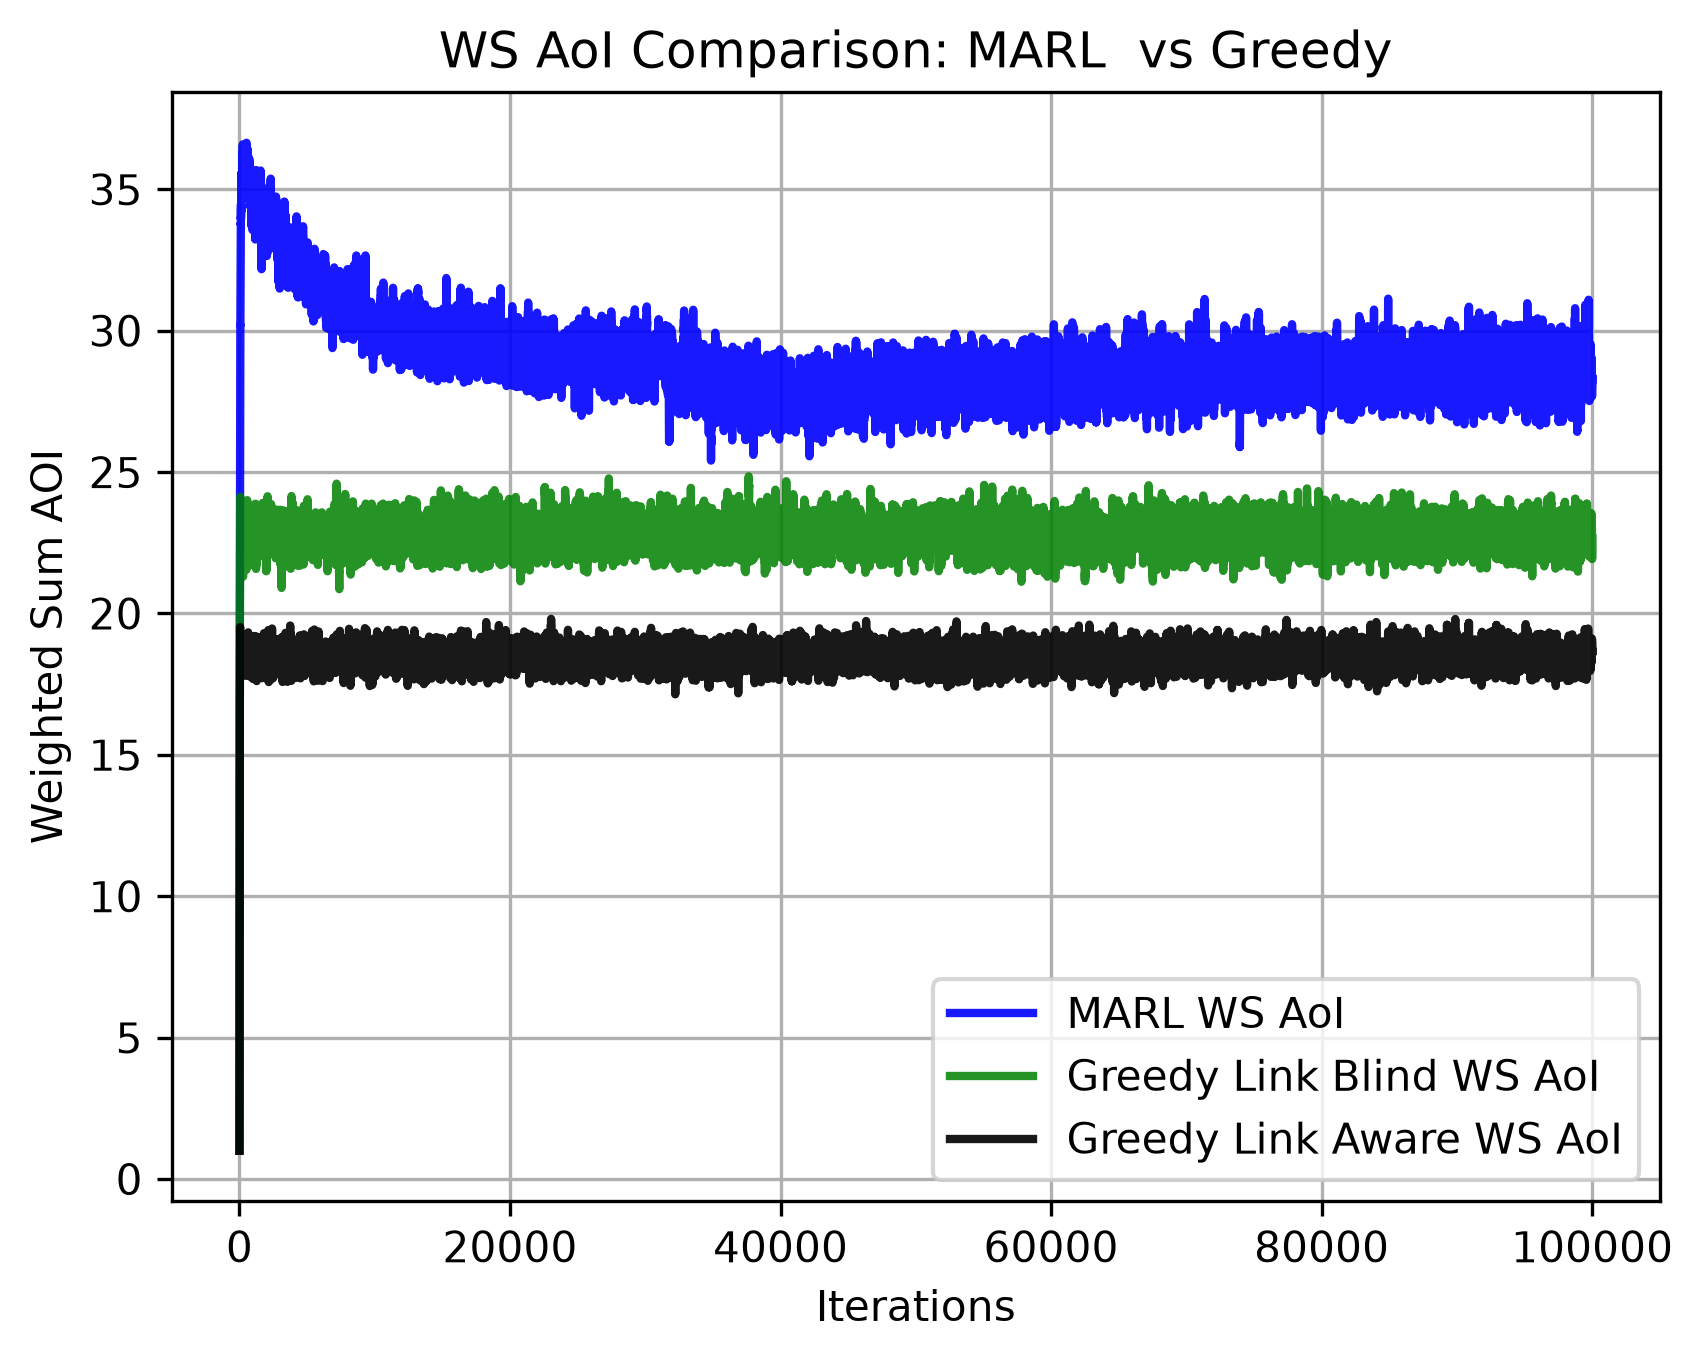 WS AoI Comparison: MARL  vs Greedy
Weighted Sum AOI
35
30
25
20
15
10
5
0
MARL WS AoI
Greedy Link Blind WS AoI
Greedy Link Aware WS AoI
0 20000 40000 60000 80000 100000
Iterations